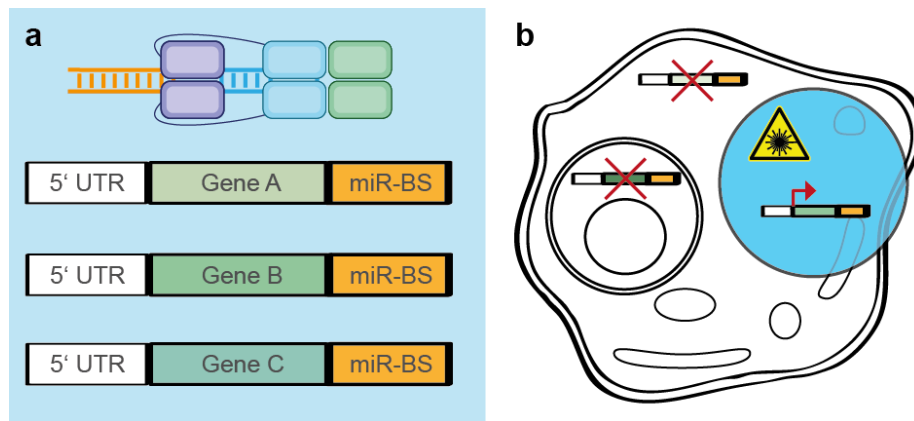 a
5‘ UTR Gene A miR-BS
5‘ UTR Gene B miR-BS
5‘ UTR Gene C miR-BS
b